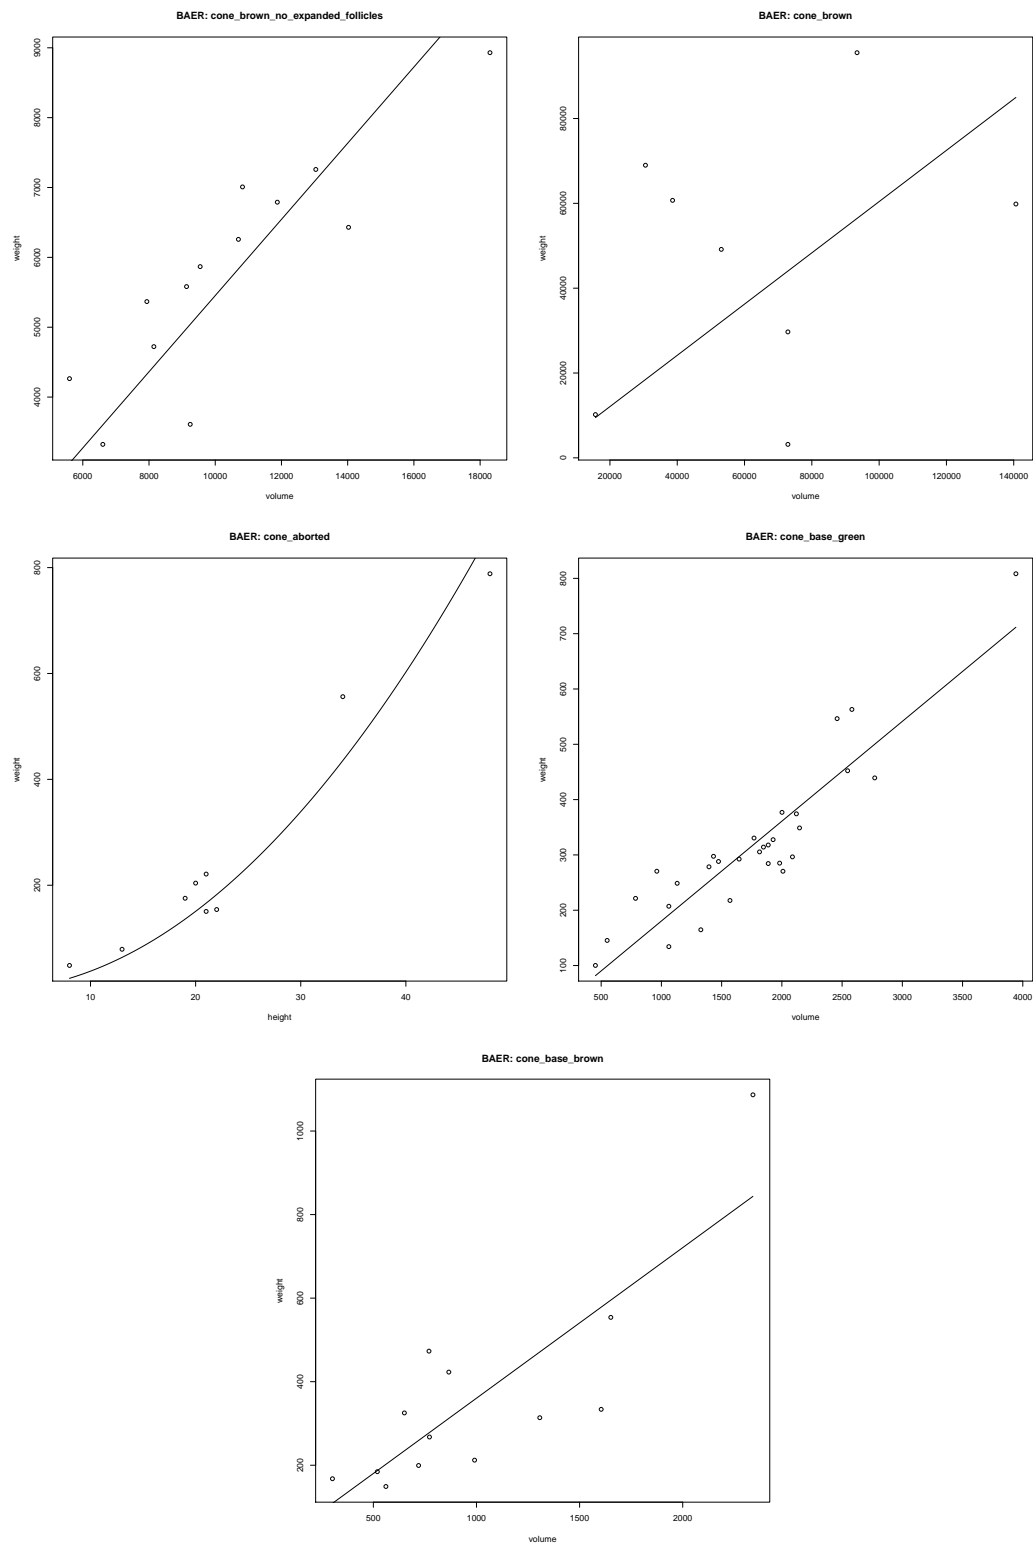 BAER: cone_brown_no_expanded_follicles
9000
8000
7000
6000
5000
4000
weight
6000 8000 10000 12000 14000 16000 18000
volume
BAER: cone_brown
80000
60000
40000
20000
0
weight
20000 40000 60000 80000 100000 120000 140000
volume
BAER: cone_aborted
800
600
400
200
weight
10 20 30 40
height
BAER: cone_base_green
800
700
600
500
400
300
200
100
weight
500 1000 1500 2000 2500 3000 3500 4000
volume
BAER: cone_base_brown
1000
800
600
400
200
weight
500 1000 1500 2000
volume